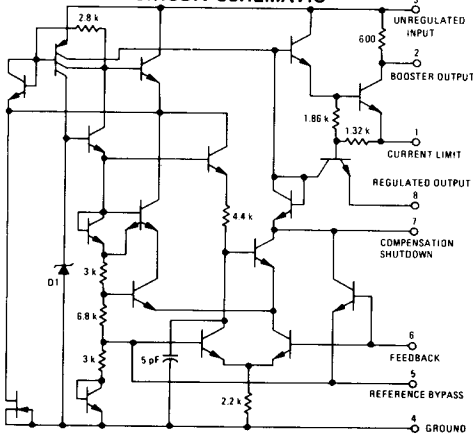 2.8 k
600
3
UNREGULATED
INPUT
2
BOOSTER OUTPUT
1.86 k
1.32 k
1
CURRENT LIMIT
REGULATED OUTPUT
8
4.4 k
7
COMPENSATION
SHUTDOWN
D1
3 k
6.8 k
3 k
5 pF
6
FEEDBACK
5
REFERENCE BYPASS
2.2 k
4
GROUND